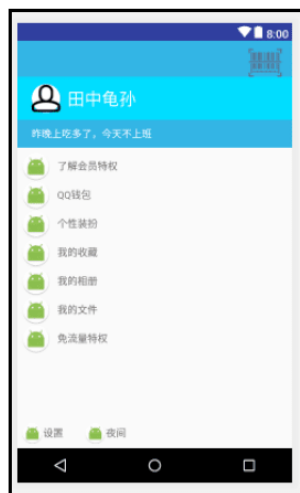 8:00
田中龟孙
昨晚上吃多了，今天不上班
了解会员特权
QQ钱包
个性装扮
我的收藏
我的相册
我的文件
免流量特权
设置 夜间